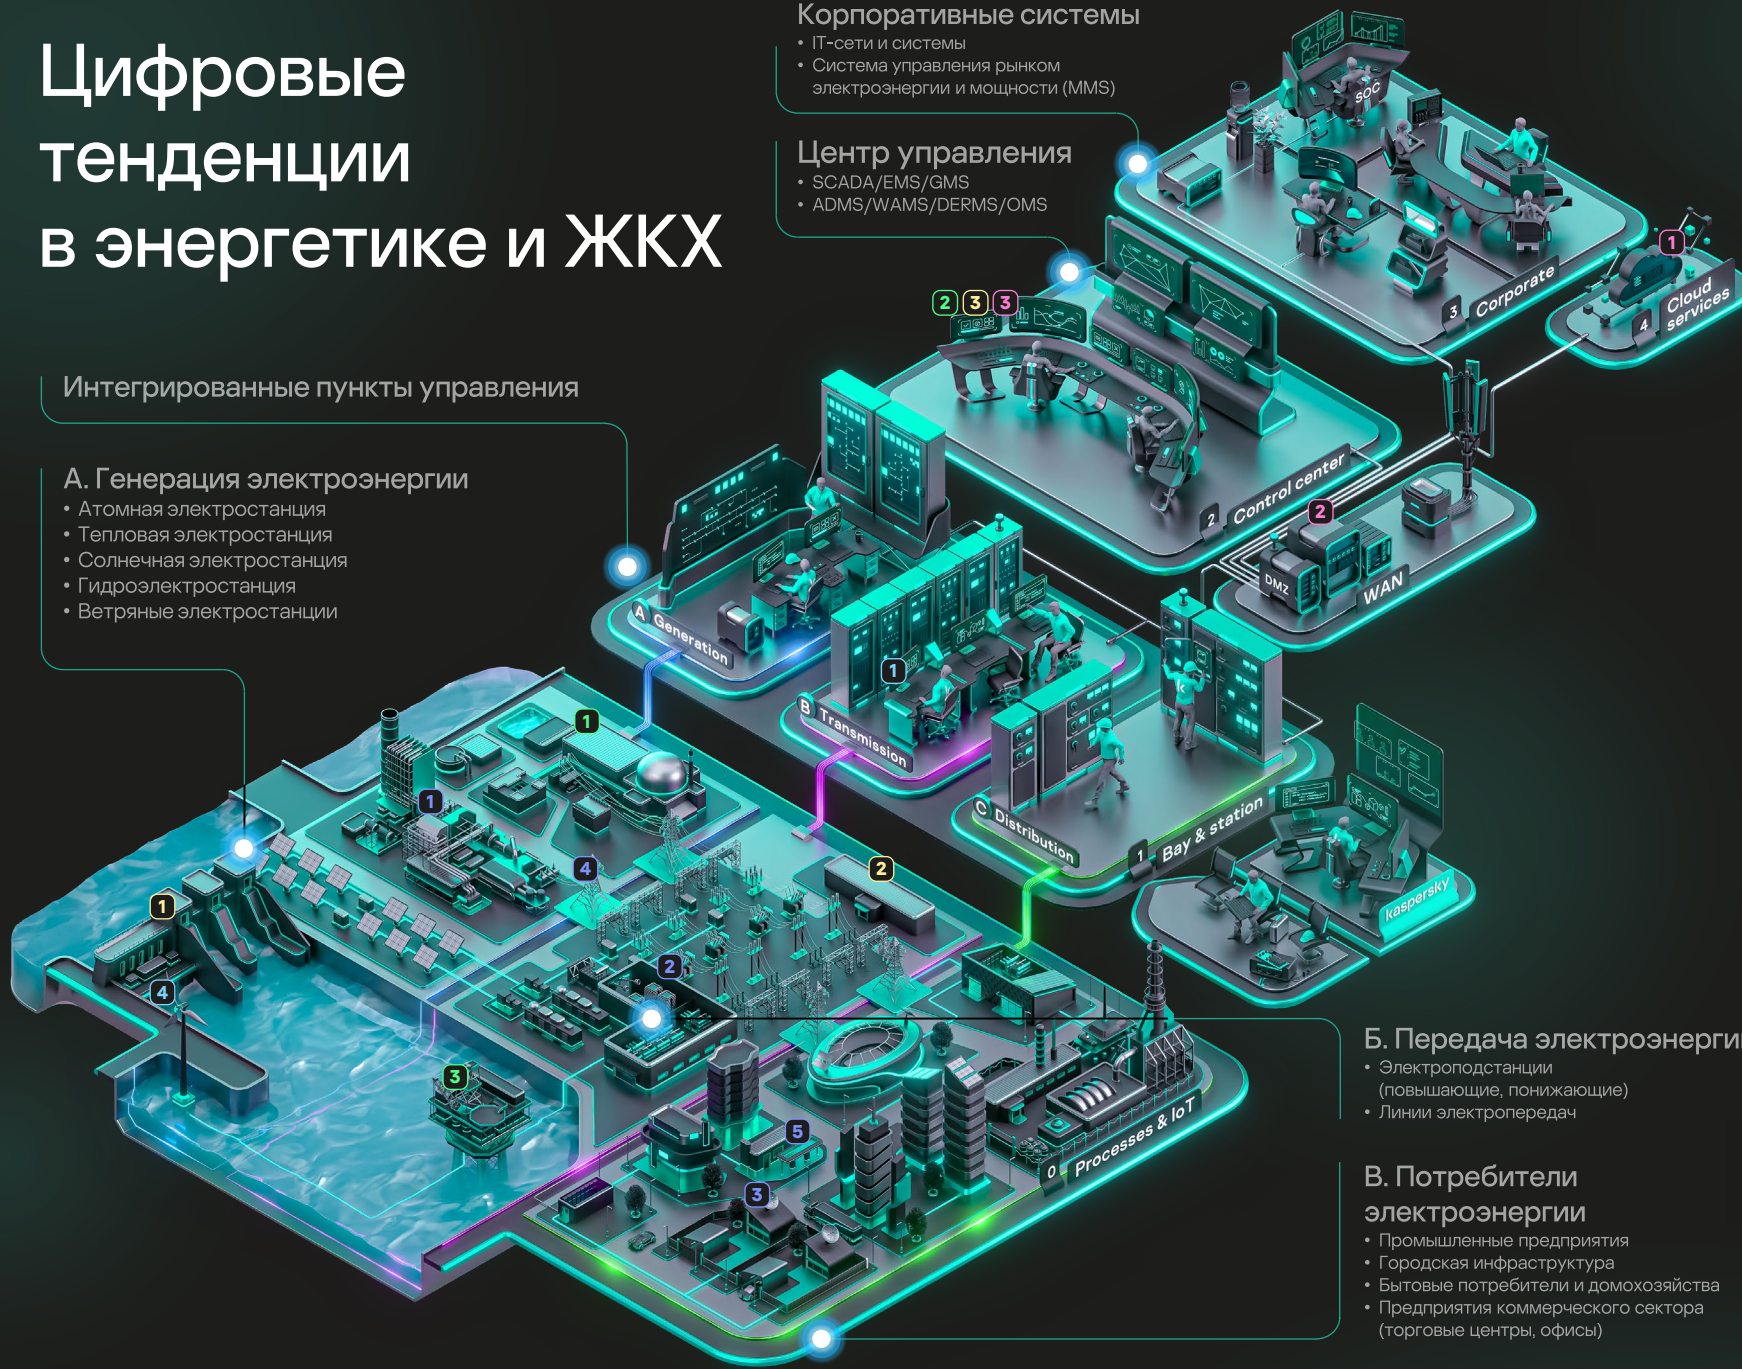 Цифровые
тенденции
в энергетике и ЖКХ
Корпоративные системы
• IT-сети и системы
• Система управления рынком
электроэнергии и мощности (MMS)
Центр управления
• SCADA/EMS/GMS
• ADMS/WAMS/DERMS/OMS
Интегрированные пункты управления
А. Генерация электроэнергии
• Атомная электростанция
• Тепловая электростанция
• Солнечная электростанция
• Гидроэлектростанция
• Ветряные электростанции
SOC
3 Corporate
1
4 Cloud
services
2 3 3
2 Control center
2
DMZ
WAN
A Generation
1
B Transmission
C Distribution
1 Bay & station
kaspersky
1
1
4
2
1
2
4
3
5
3
0 Processes & IoT
Б. Передача электроэнерги
• Электроподстанции
(повышающие, понижающие)
• Линии электропередач
В. Потребители
электроэнергии
• Промышленные предприятия
• Городская инфраструктура
• Бытовые потребители и домохозяйства
• Предприятия коммерческого сектора
(торговые центры, офисы)